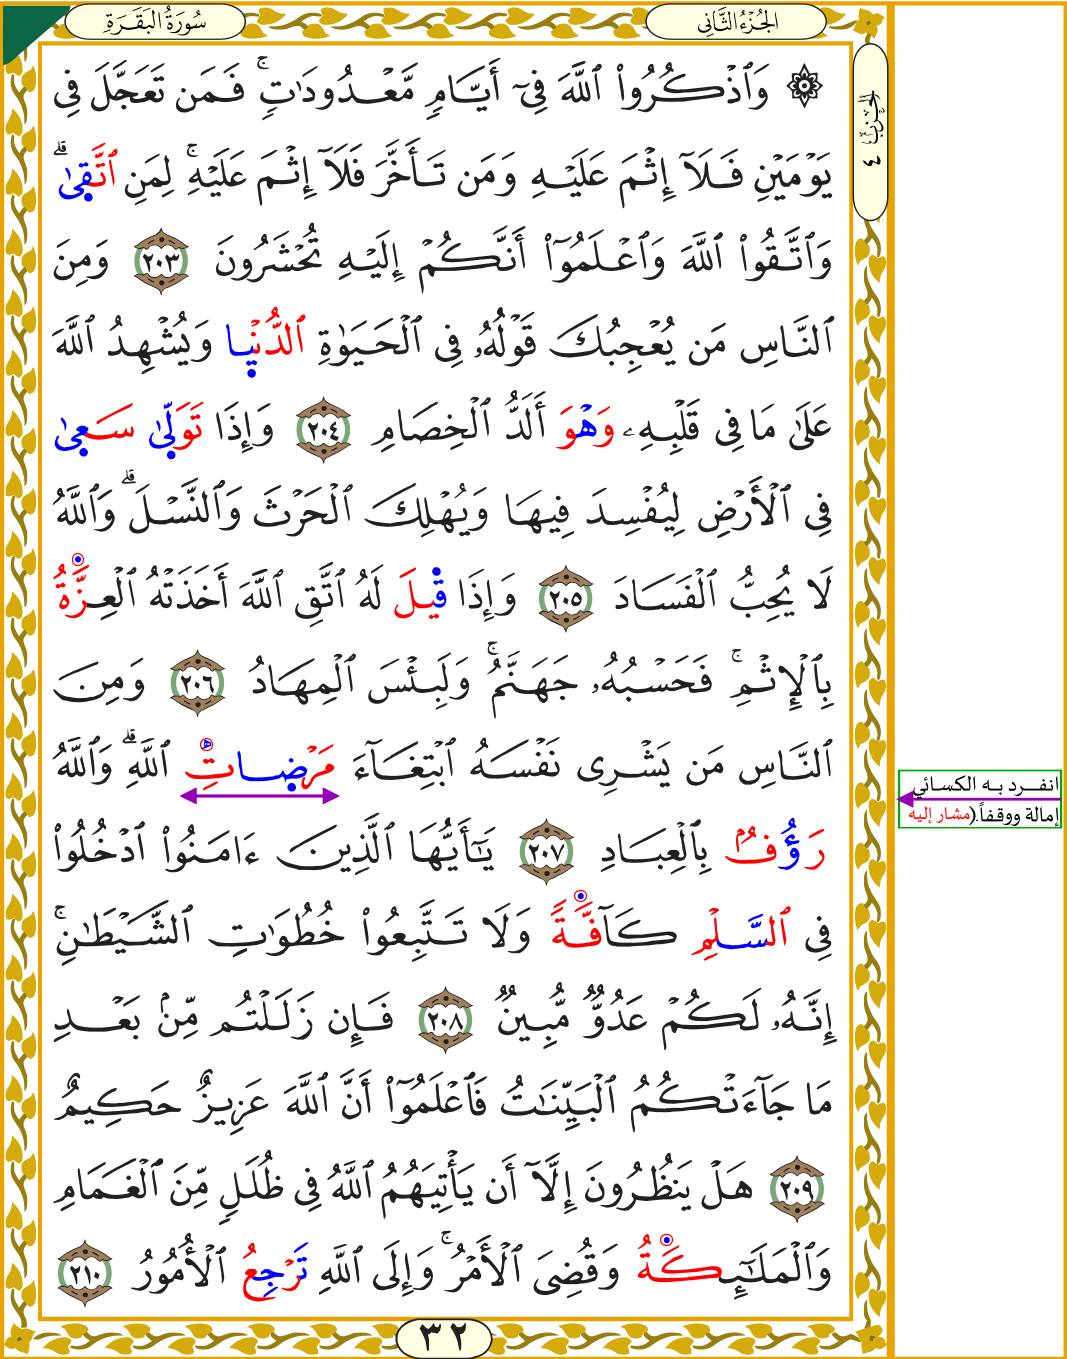 سُورَةُ البَقَرَةِ
الجُزْءُ الثَّانِي
الحِزْبُ ٤
۞ وَٱذۡكُرُواْ ٱللَّهَ فِيٓ أَيَّامٖ مَّعۡدُودَٰتٖۚ فَمَن تَعَجَّلَ فِي
يَوۡمَيۡنِ فَلَآ إِثۡمَ عَلَيۡهِ وَمَن تَأَخَّرَ فَلَآ إِثۡمَ عَلَيۡهِۚ لِمَنِ ٱتَّقَىٰۗ
وَٱتَّقُواْ ٱللَّهَ وَٱعۡلَمُوٓاْ أَنَّكُمۡ إِلَيۡهِ تُحۡشَرُونَ ٢٠٣ وَمِنَ
ٱلنَّاسِ مَن يُعۡجِبُكَ قَوۡلُهُۥ فِي ٱلۡحَيَوٰةِ ٱلدُّنۡيَا وَيُشۡهِدُ ٱللَّهَ
عَلَىٰ مَا فِي قَلۡبِهِۦ وَهۡوَ أَلَدُّ ٱلۡخِصَامِ ٢٠٤ وَإِذَا تَوَلَّىٰ سَعَىٰ
فِي ٱلۡأَرۡضِ لِيُفۡسِدَ فِيهَا وَيُهۡلِكَ ٱلۡحَرۡثَ وَٱلنَّسۡلَۗ وَٱللَّهُ
لَا يُحِبُّ ٱلۡفَسَادَ ٢٠٥ وَإِذَا قِيلَ لَهُ ٱتَّقِ ٱللَّهَ أَخَذَتۡهُ ٱلۡعِزَّةُ
بِٱلۡإِثۡمِۚ فَحَسۡبُهُۥ جَهَنَّمُۚ وَلَبِئۡسَ ٱلۡمِهَادُ ٢٠٦ وَمِنَ
ٱلنَّاسِ مَن يَشۡرِي نَفۡسَهُ ٱبۡتِغَآءَ مَرۡضَاتِ ٱللَّهِۗ وَٱللَّهُ
رَؤُفُۢ بِٱلۡعِبَادِ ٢٠٧ يَٰٓأَيُّهَا ٱلَّذِينَ ءَامَنُواْ ٱدۡخُلُواْ
فِي ٱلسَّلۡمِ كَآفَّةٗ وَلَا تَتَّبِعُواْ خُطُوَٰتِ ٱلشَّيۡطَٰنِۚ
إِنَّهُۥ لَكُمۡ عَدُوّٞ مُّبِينٞ ٢٠٨ فَإِن زَلَلۡتُم مِّنۢ بَعۡدِ
مَا جَآءَتۡكُمُ ٱلۡبَيِّنَٰتُ فَٱعۡلَمُوٓاْ أَنَّ ٱللَّهَ عَزِيزٌ حَكِيمٌ
٢٠٩ هَلۡ يَنظُرُونَ إِلَّآ أَن يَأۡتِيَهُمُ ٱللَّهُ فِي ظُلَلٖ مِّنَ ٱلۡغَمَامِ
وَٱلۡمَلَٰٓئِكَةُ وَقُضِيَ ٱلۡأَمۡرُۚ وَإِلَى ٱللَّهِ تَرۡجِعُ ٱلۡأُمُورُ ٢١٠
٣٢
انفرد به الكسائي
إمالة ووقفاً.(مشار إليه